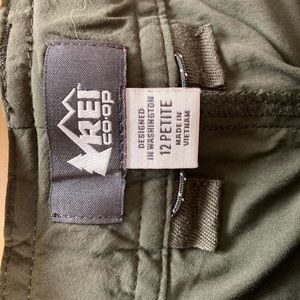 REI
co·op
DESIGNED
IN WASHINGTON
12 PETITE
MADE IN
VIETNAM